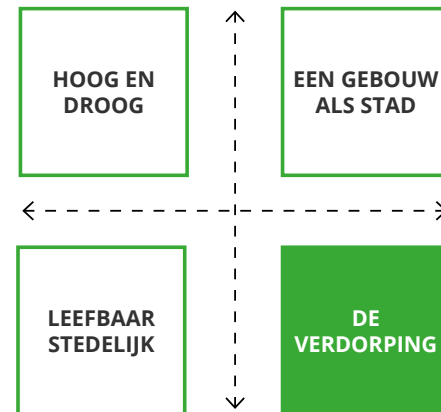 HOOG EN
DROOG
EEN GEBOUW
ALS STAD
LEEFBAAR
STEDELIJK
DE
VERDORPING